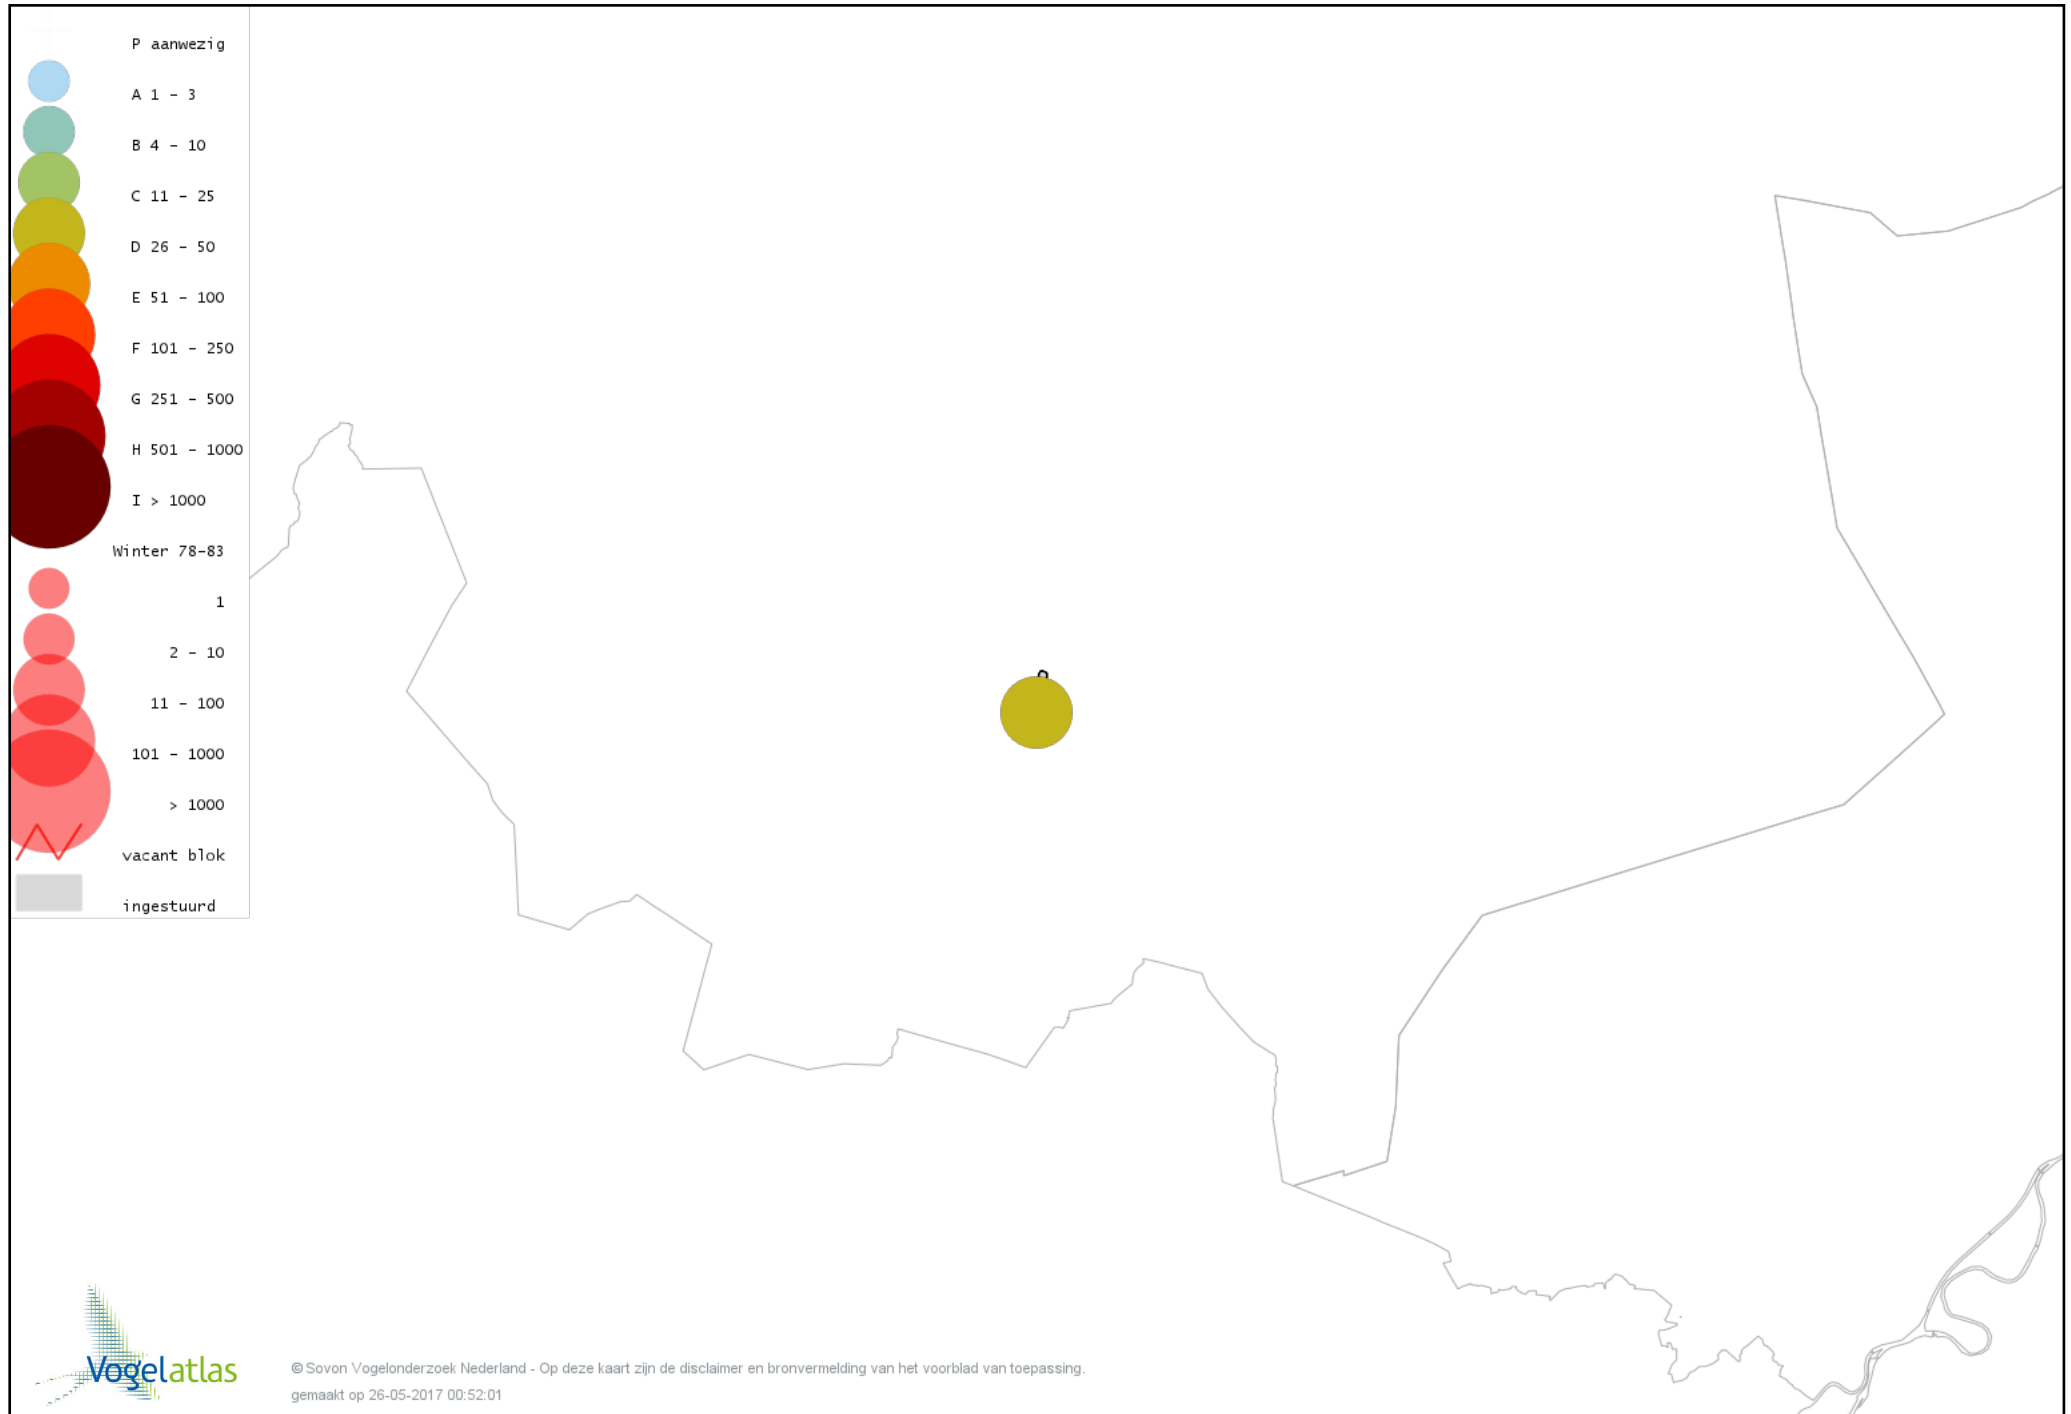 P aanwezig
A 1 - 3
B 4 - 10
C 11 - 25
D 26 - 50
E 51 - 100
F 101 - 250
G 251 - 500
H 501 - 1000
I > 1000
Winter 78-83
1
2 - 10
11 - 100
101 - 1000
> 1000
vacant blok
ingestuurd
Vogelatlas
© Sovon Vogelonderzoek Nederland - Op deze kaart zijn de disclaimer en bronvermelding van het voorblad van toepassing.
gemaakt op 26-05-2017 00:52:01